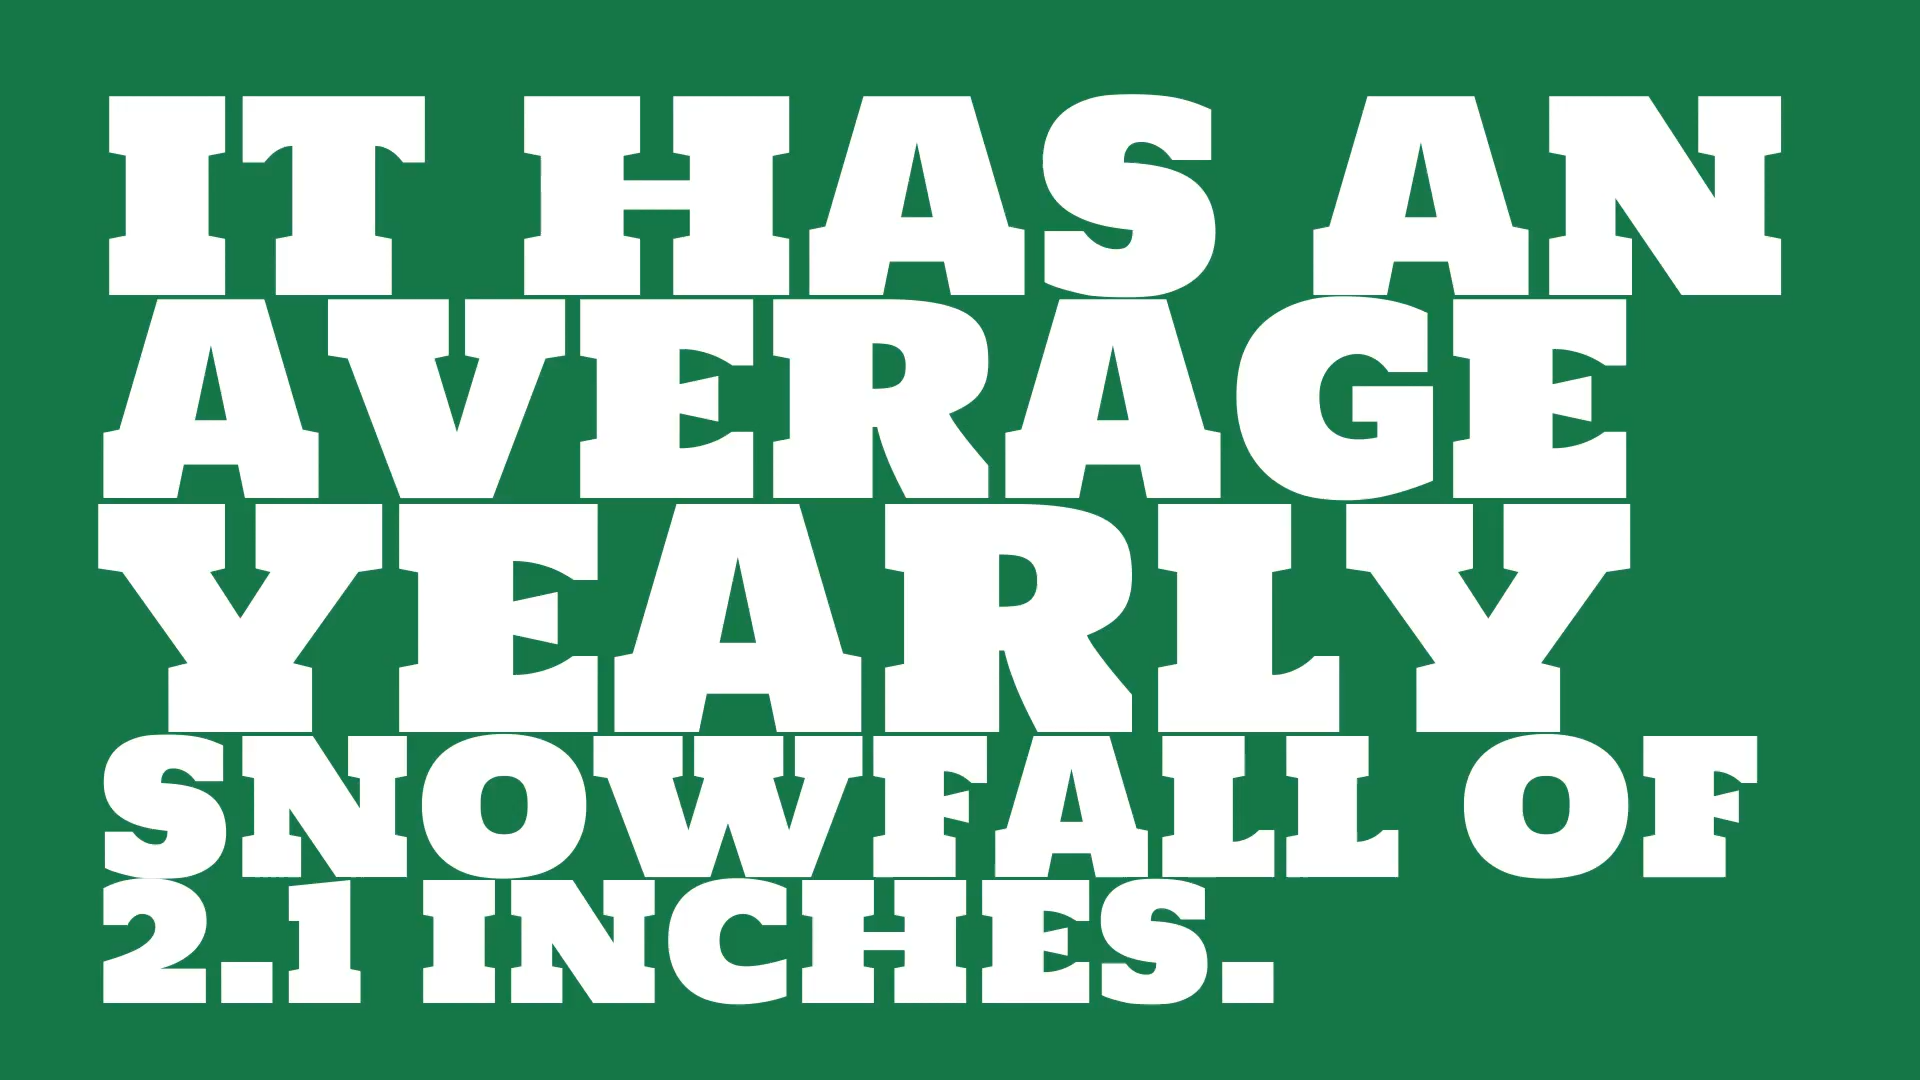 IT HAS AN
AVERAGE
YEARLY
SNOWFALL OF
2.1 INCHES.